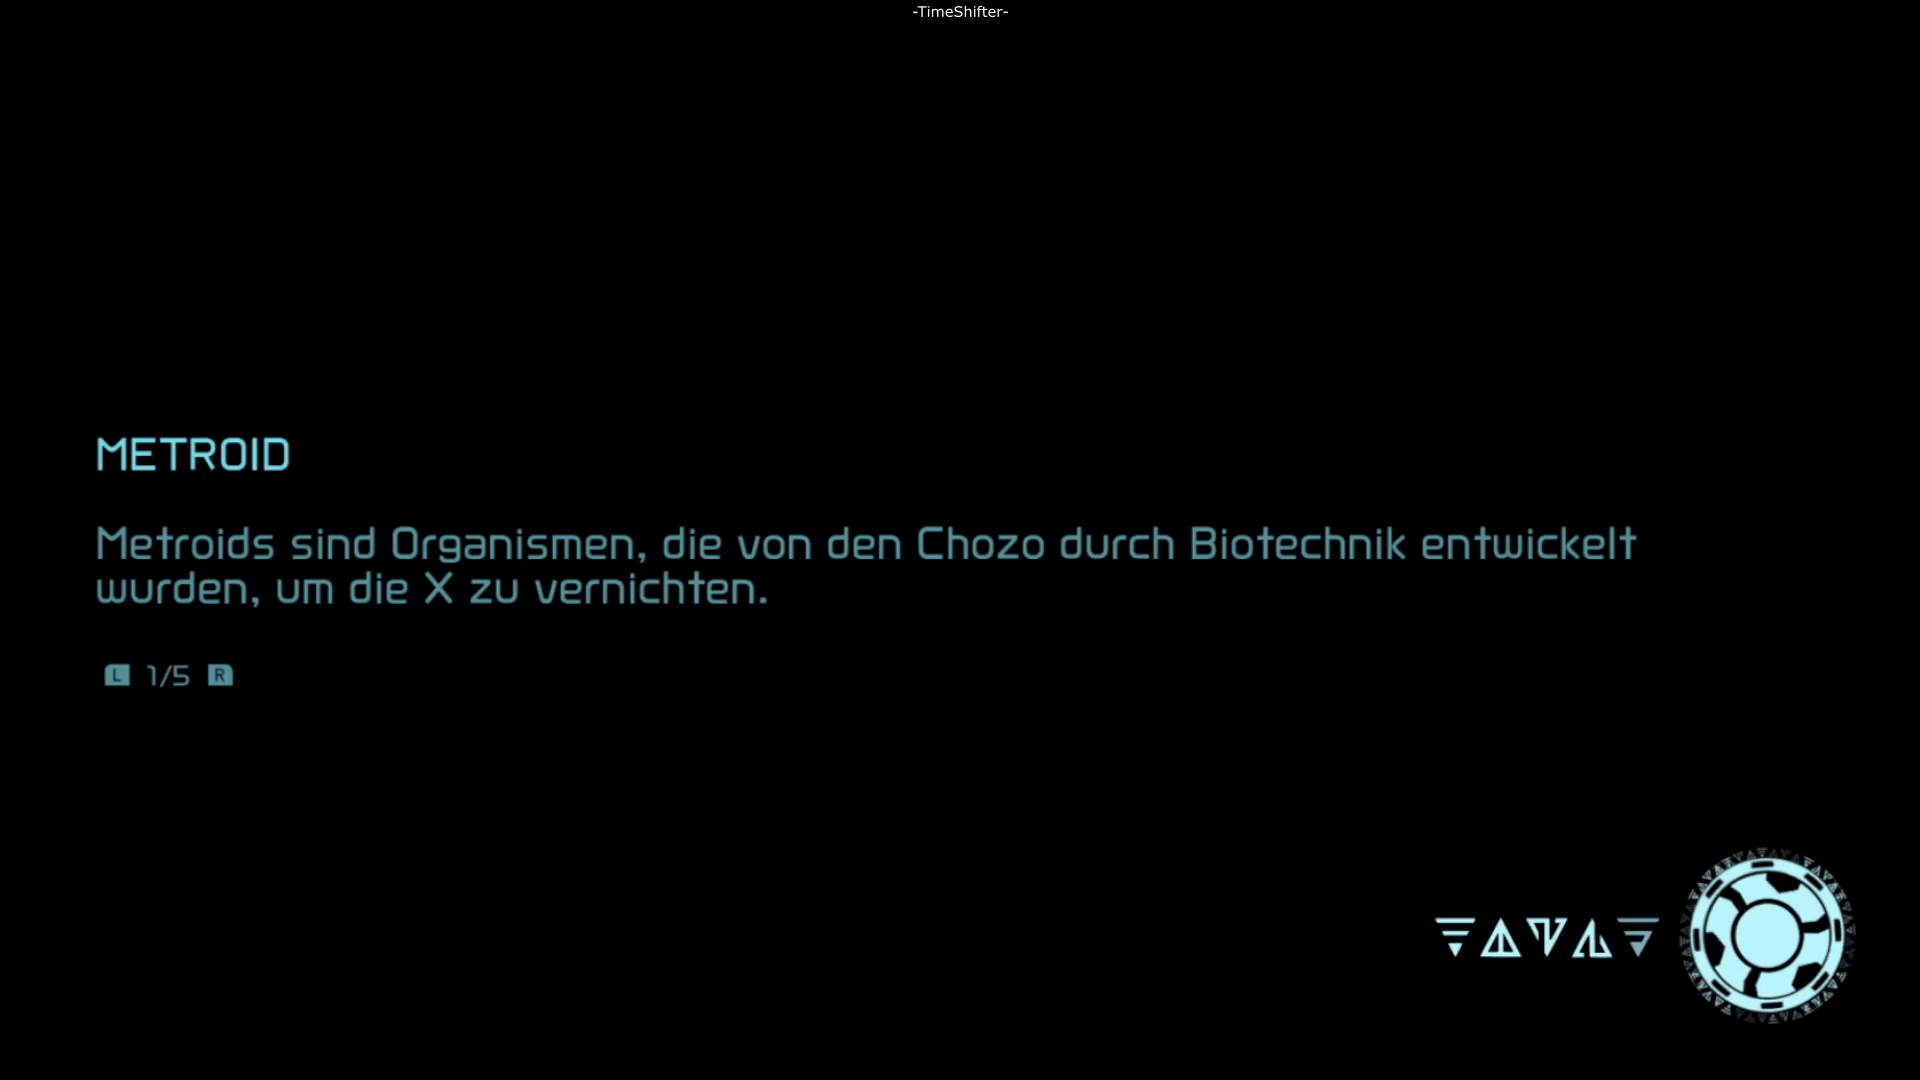 -TimeShifter-
METROID
Metroids sind Organismen, die von den Chozo durch Biotechnik entwickelt
wurden, um die X zu vernichten.
L 1/5 R